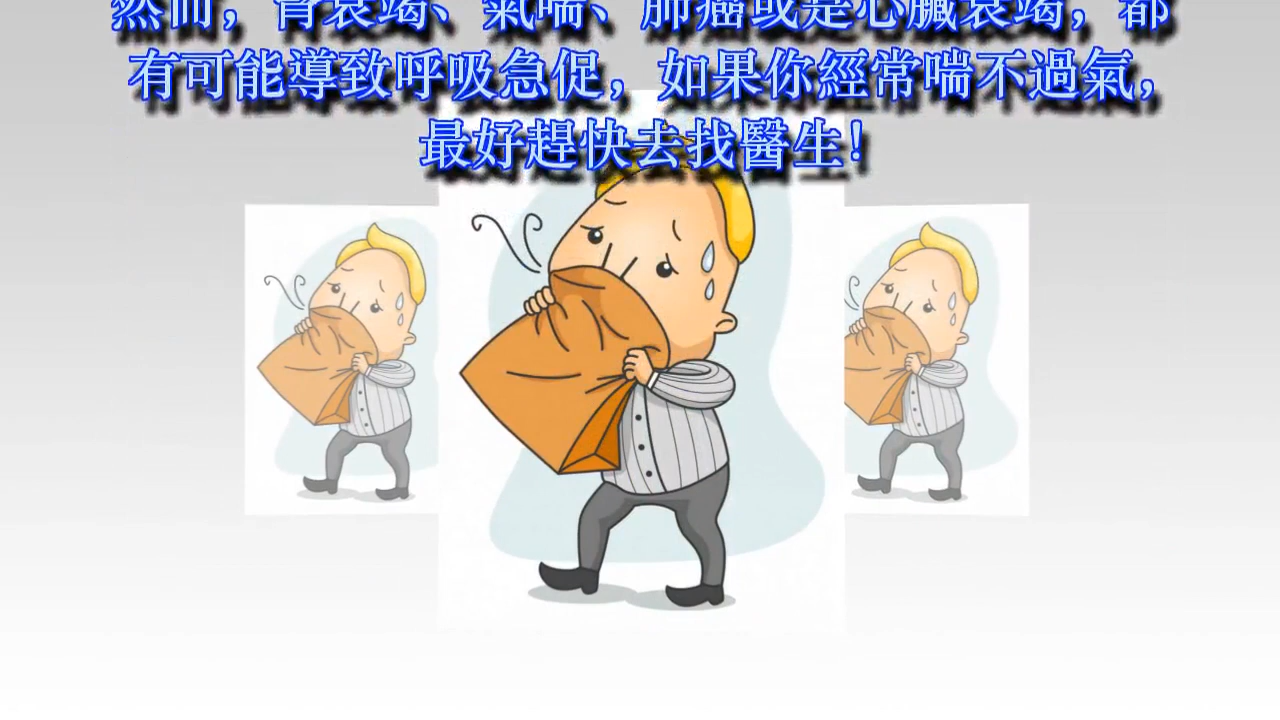 然而，腎衰竭、氣喘、肺癌或是心臟衰竭，都
有可能導致呼吸急促，如果你經常喘不過氣，
最好趕快去找醫生！